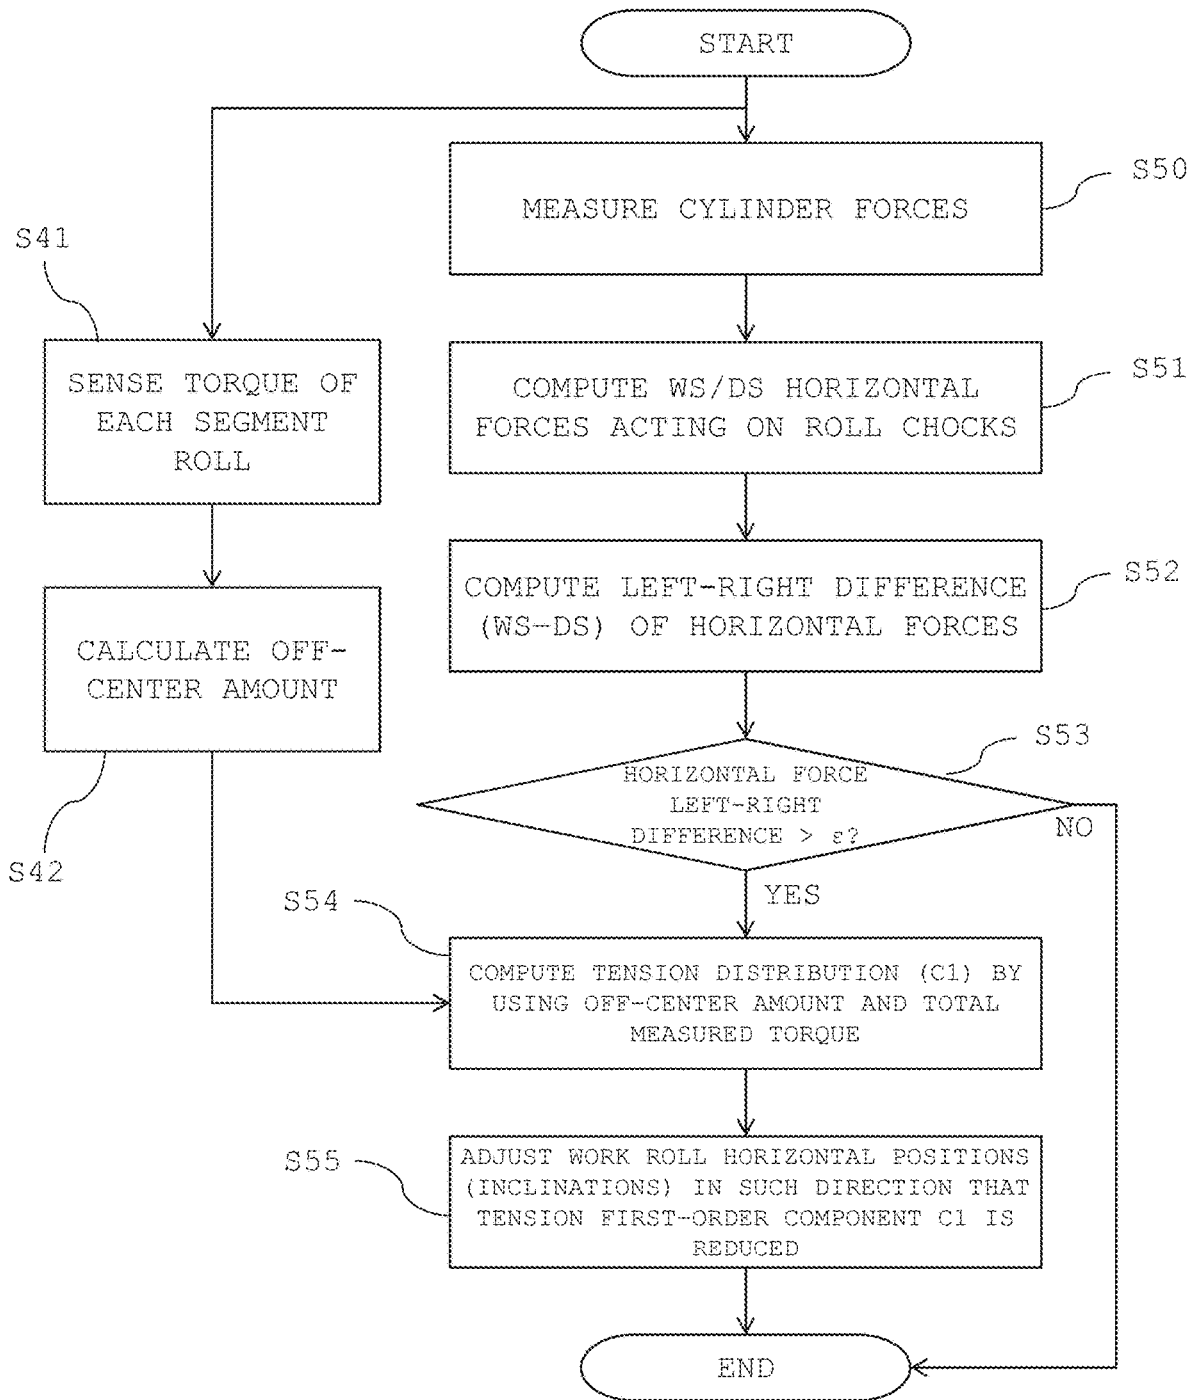 START
S50
MEASURE CYLINDER FORCES
S41
SENSE TORQUE OF
EACH SEGMENT
ROLL
S51
COMPUTE WS/DS HORIZONTAL
FORCES ACTING ON ROLL CHOCKS
S52
COMPUTE LEFT-RIGHT DIFFERENCE
(WS-DS) OF HORIZONTAL FORCES
CALCULATE OFF-
CENTER AMOUNT
S42
S53
HORIZONTAL FORCE
LEFT-RIGHT
DIFFERENCE > ε?
NO
YES
S54
COMPUTE TENSION DISTRIBUTION (C1) BY
USING OFF-CENTER AMOUNT AND TOTAL
MEASURED TORQUE
S55
ADJUST WORK ROLL HORIZONTAL POSITIONS
(INCLINATIONS) IN SUCH DIRECTION THAT
TENSION FIRST-ORDER COMPONENT C1 IS
REDUCED
END